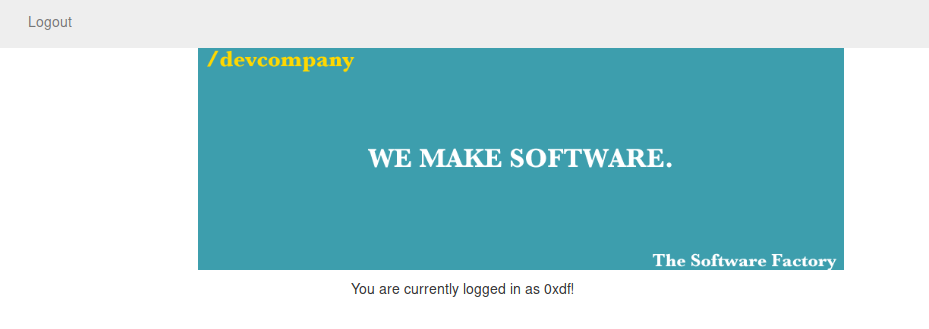 Logout
/devcompany
WE MAKE SOFTWARE.
The Software Factory
You are currently logged in as 0xdf!